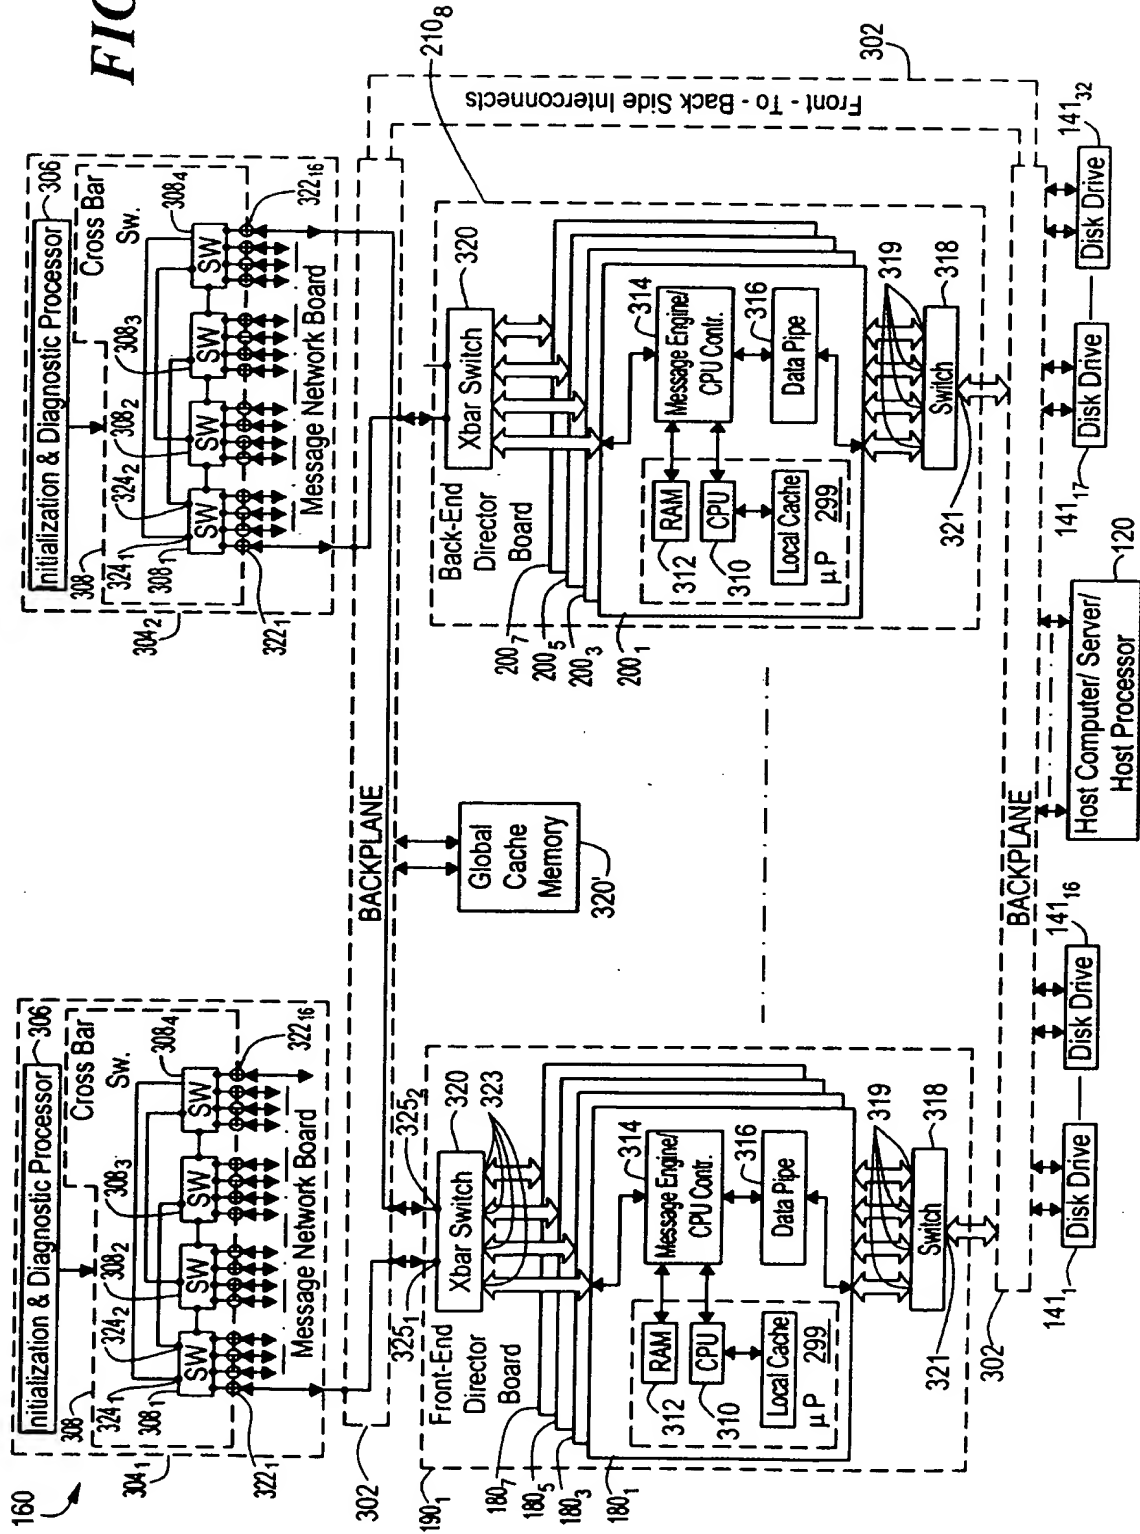 FIG
160
304₁
306
Initialization & Diagnostic Processor
308
Cross Bar
Sw.
324₁
324₂
308₁
308₂
308₃
308₄
SW
SW
SW
SW
322₁
322₁₆
Message Network Board
304₂
306
Initialization & Diagnostic Processor
308
Cross Bar
Sw.
324₁
324₂
308₁
308₂
308₃
308₄
SW
SW
SW
SW
322₁
322₁₆
Message Network Board
302
BACKPLANE
Front - To - Back Side Interconnects
302
Global
Cache
Memory
320'
190₁
325₁
325₂
320
323
Xbar Switch
Front-End
Director
Board
180₇
180₅
180₃
180₁
314
Message Engine/
CPU Contr.
316
Data Pipe
RAM
312
CPU
310
Local Cache
µP
299
319
318
Switch
321
302
210₈
320
Xbar Switch
Back-End
Director
Board
200₇
200₅
200₃
200₁
314
Message Engine/
CPU Contr.
316
Data Pipe
RAM
312
CPU
310
Local Cache
µP
299
319
318
Switch
321
BACKPLANE
141₁
Disk Drive
141₁₆
Disk Drive
Host Computer/ Server/
Host Processor
120
141₁₇
Disk Drive
141₃₂
Disk Drive